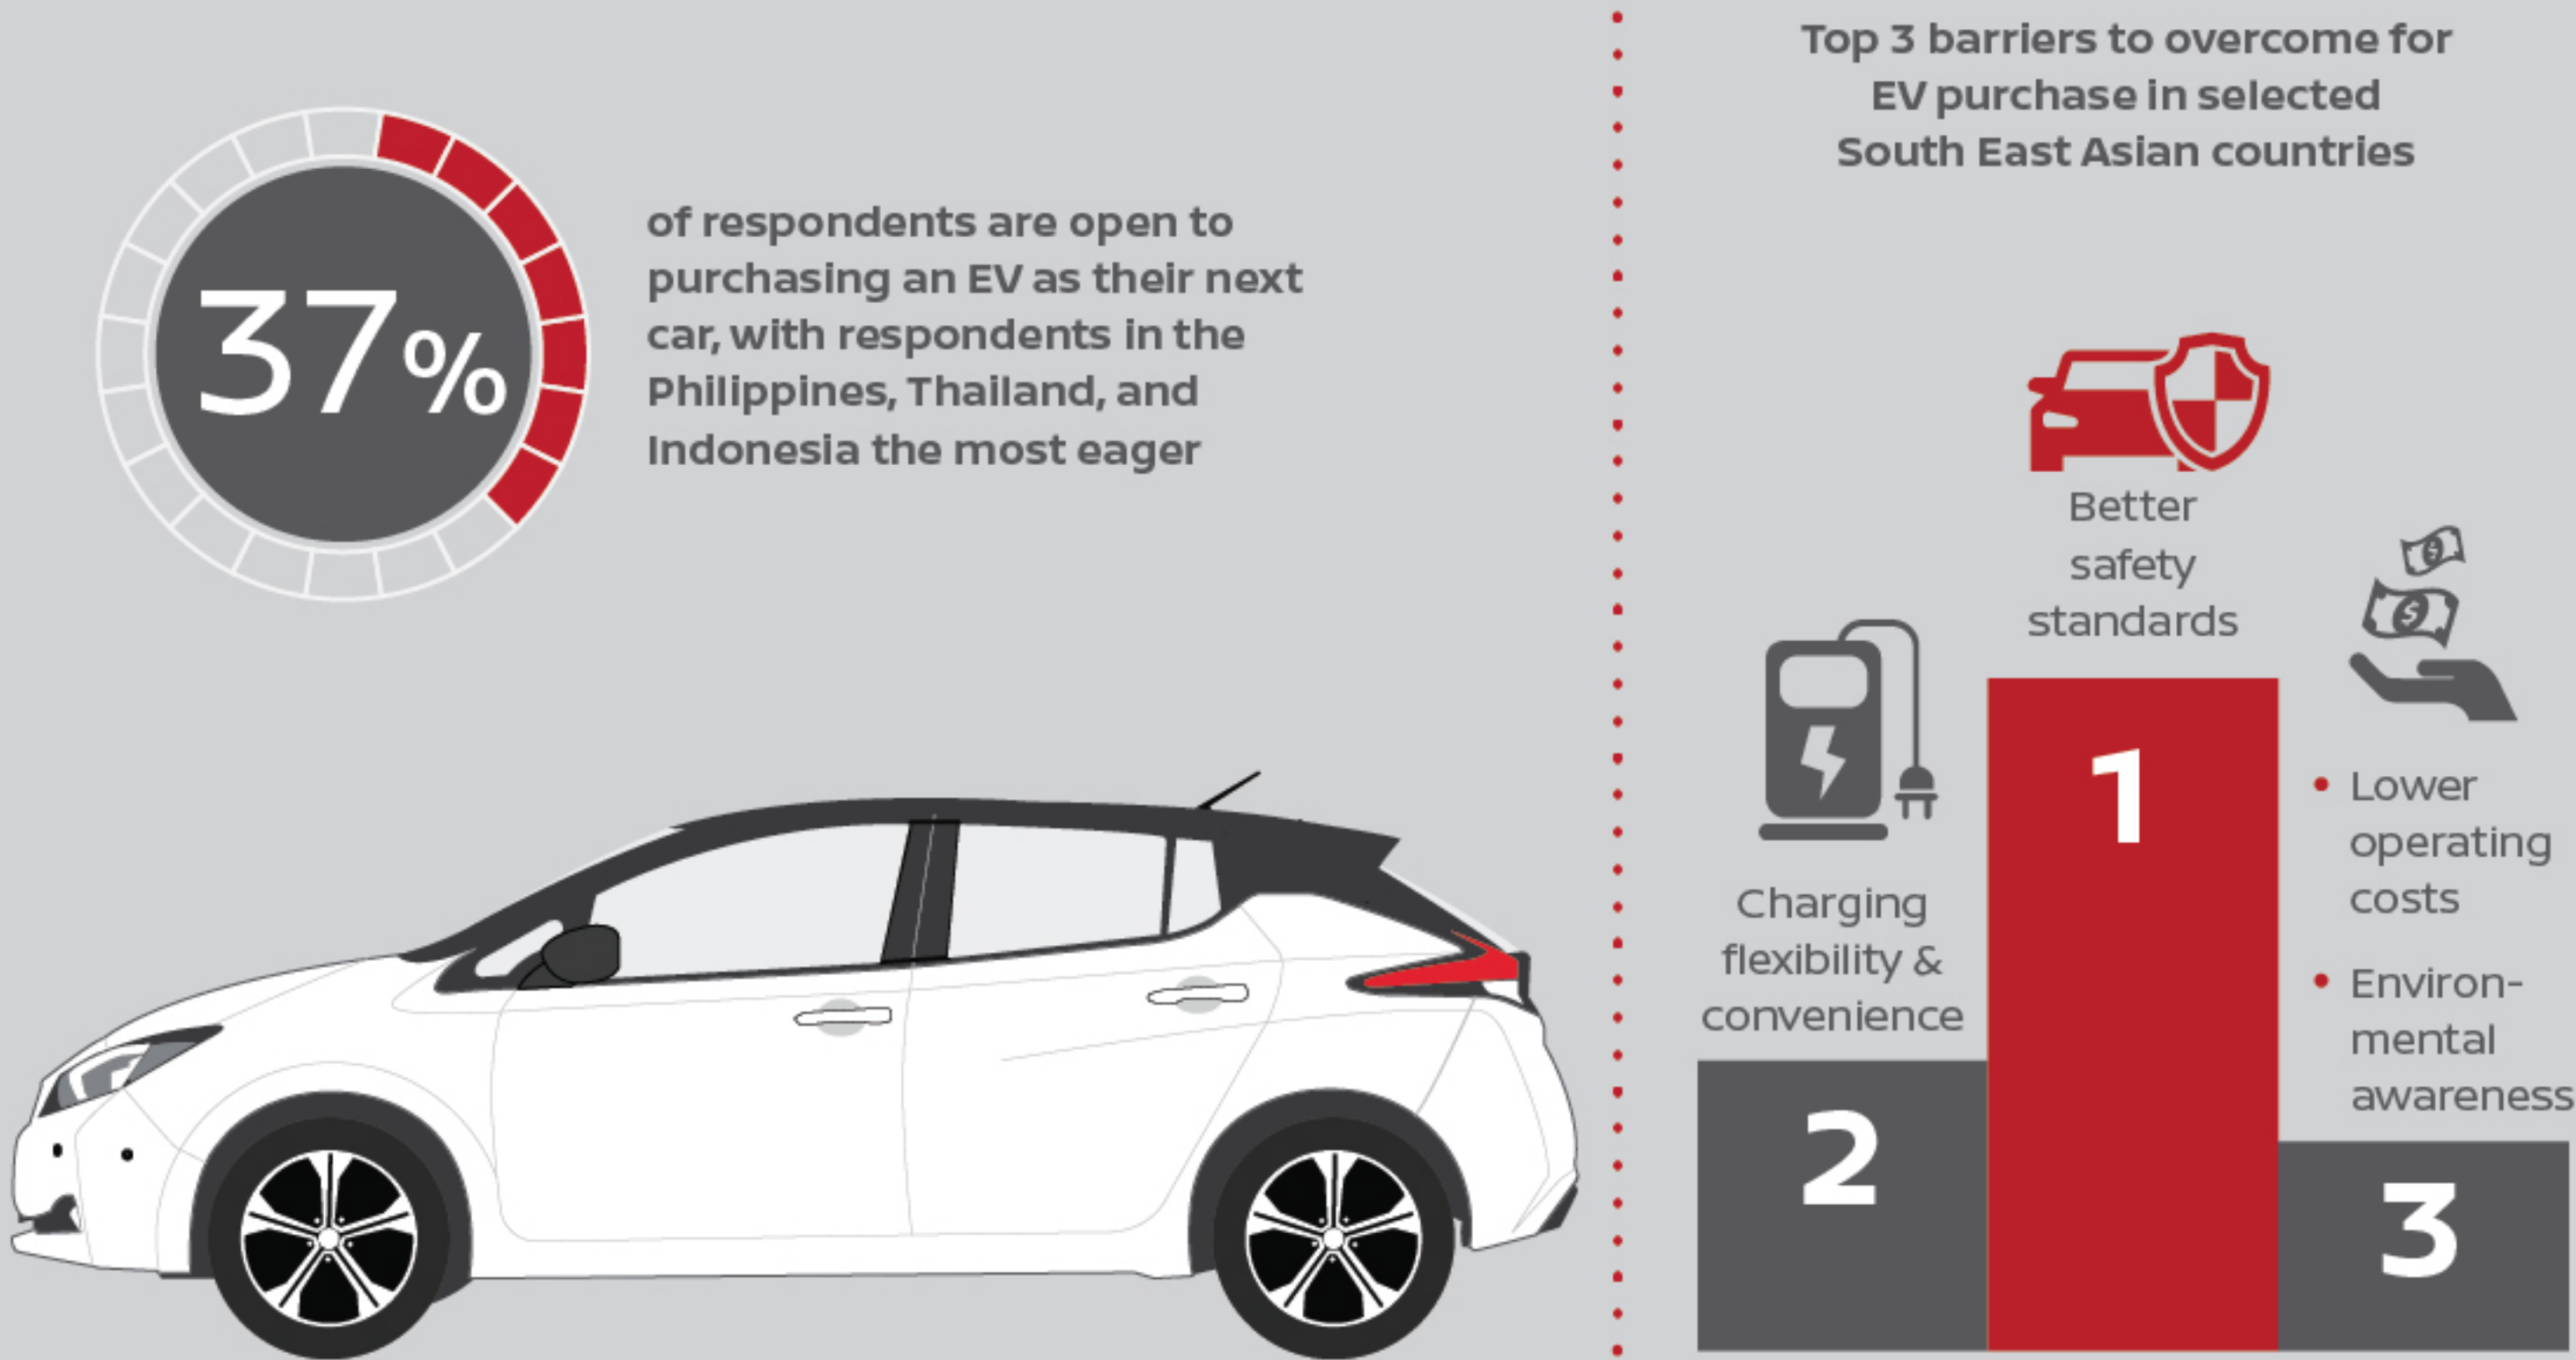 37%
of respondents are open to
purchasing an EV as their next
car, with respondents in the
Philippines, Thailand, and
Indonesia the most eager
Top 3 barriers to overcome for
EV purchase in selected
South East Asian countries
Better
safety
standards
1
Charging
flexibility &
convenience
2
• Lower
operating
costs
• Environ-
mental
awareness
3